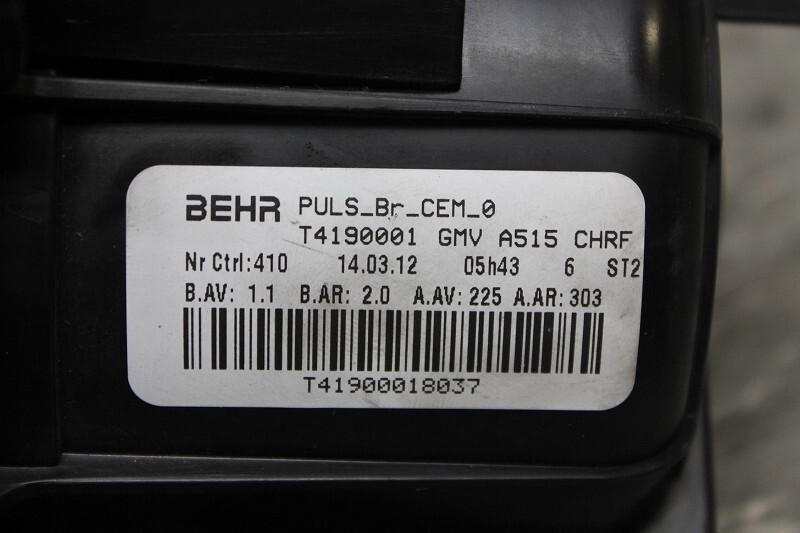 BEHR PULS_Br_CEM_0
T4190001 GMV A515 CHRF
Nr Ctrl:410 14.03.12 05h43 6 ST2
B.AV: 1.1 B.AR: 2.0 A.AV: 225 A.AR: 303
T41900018037